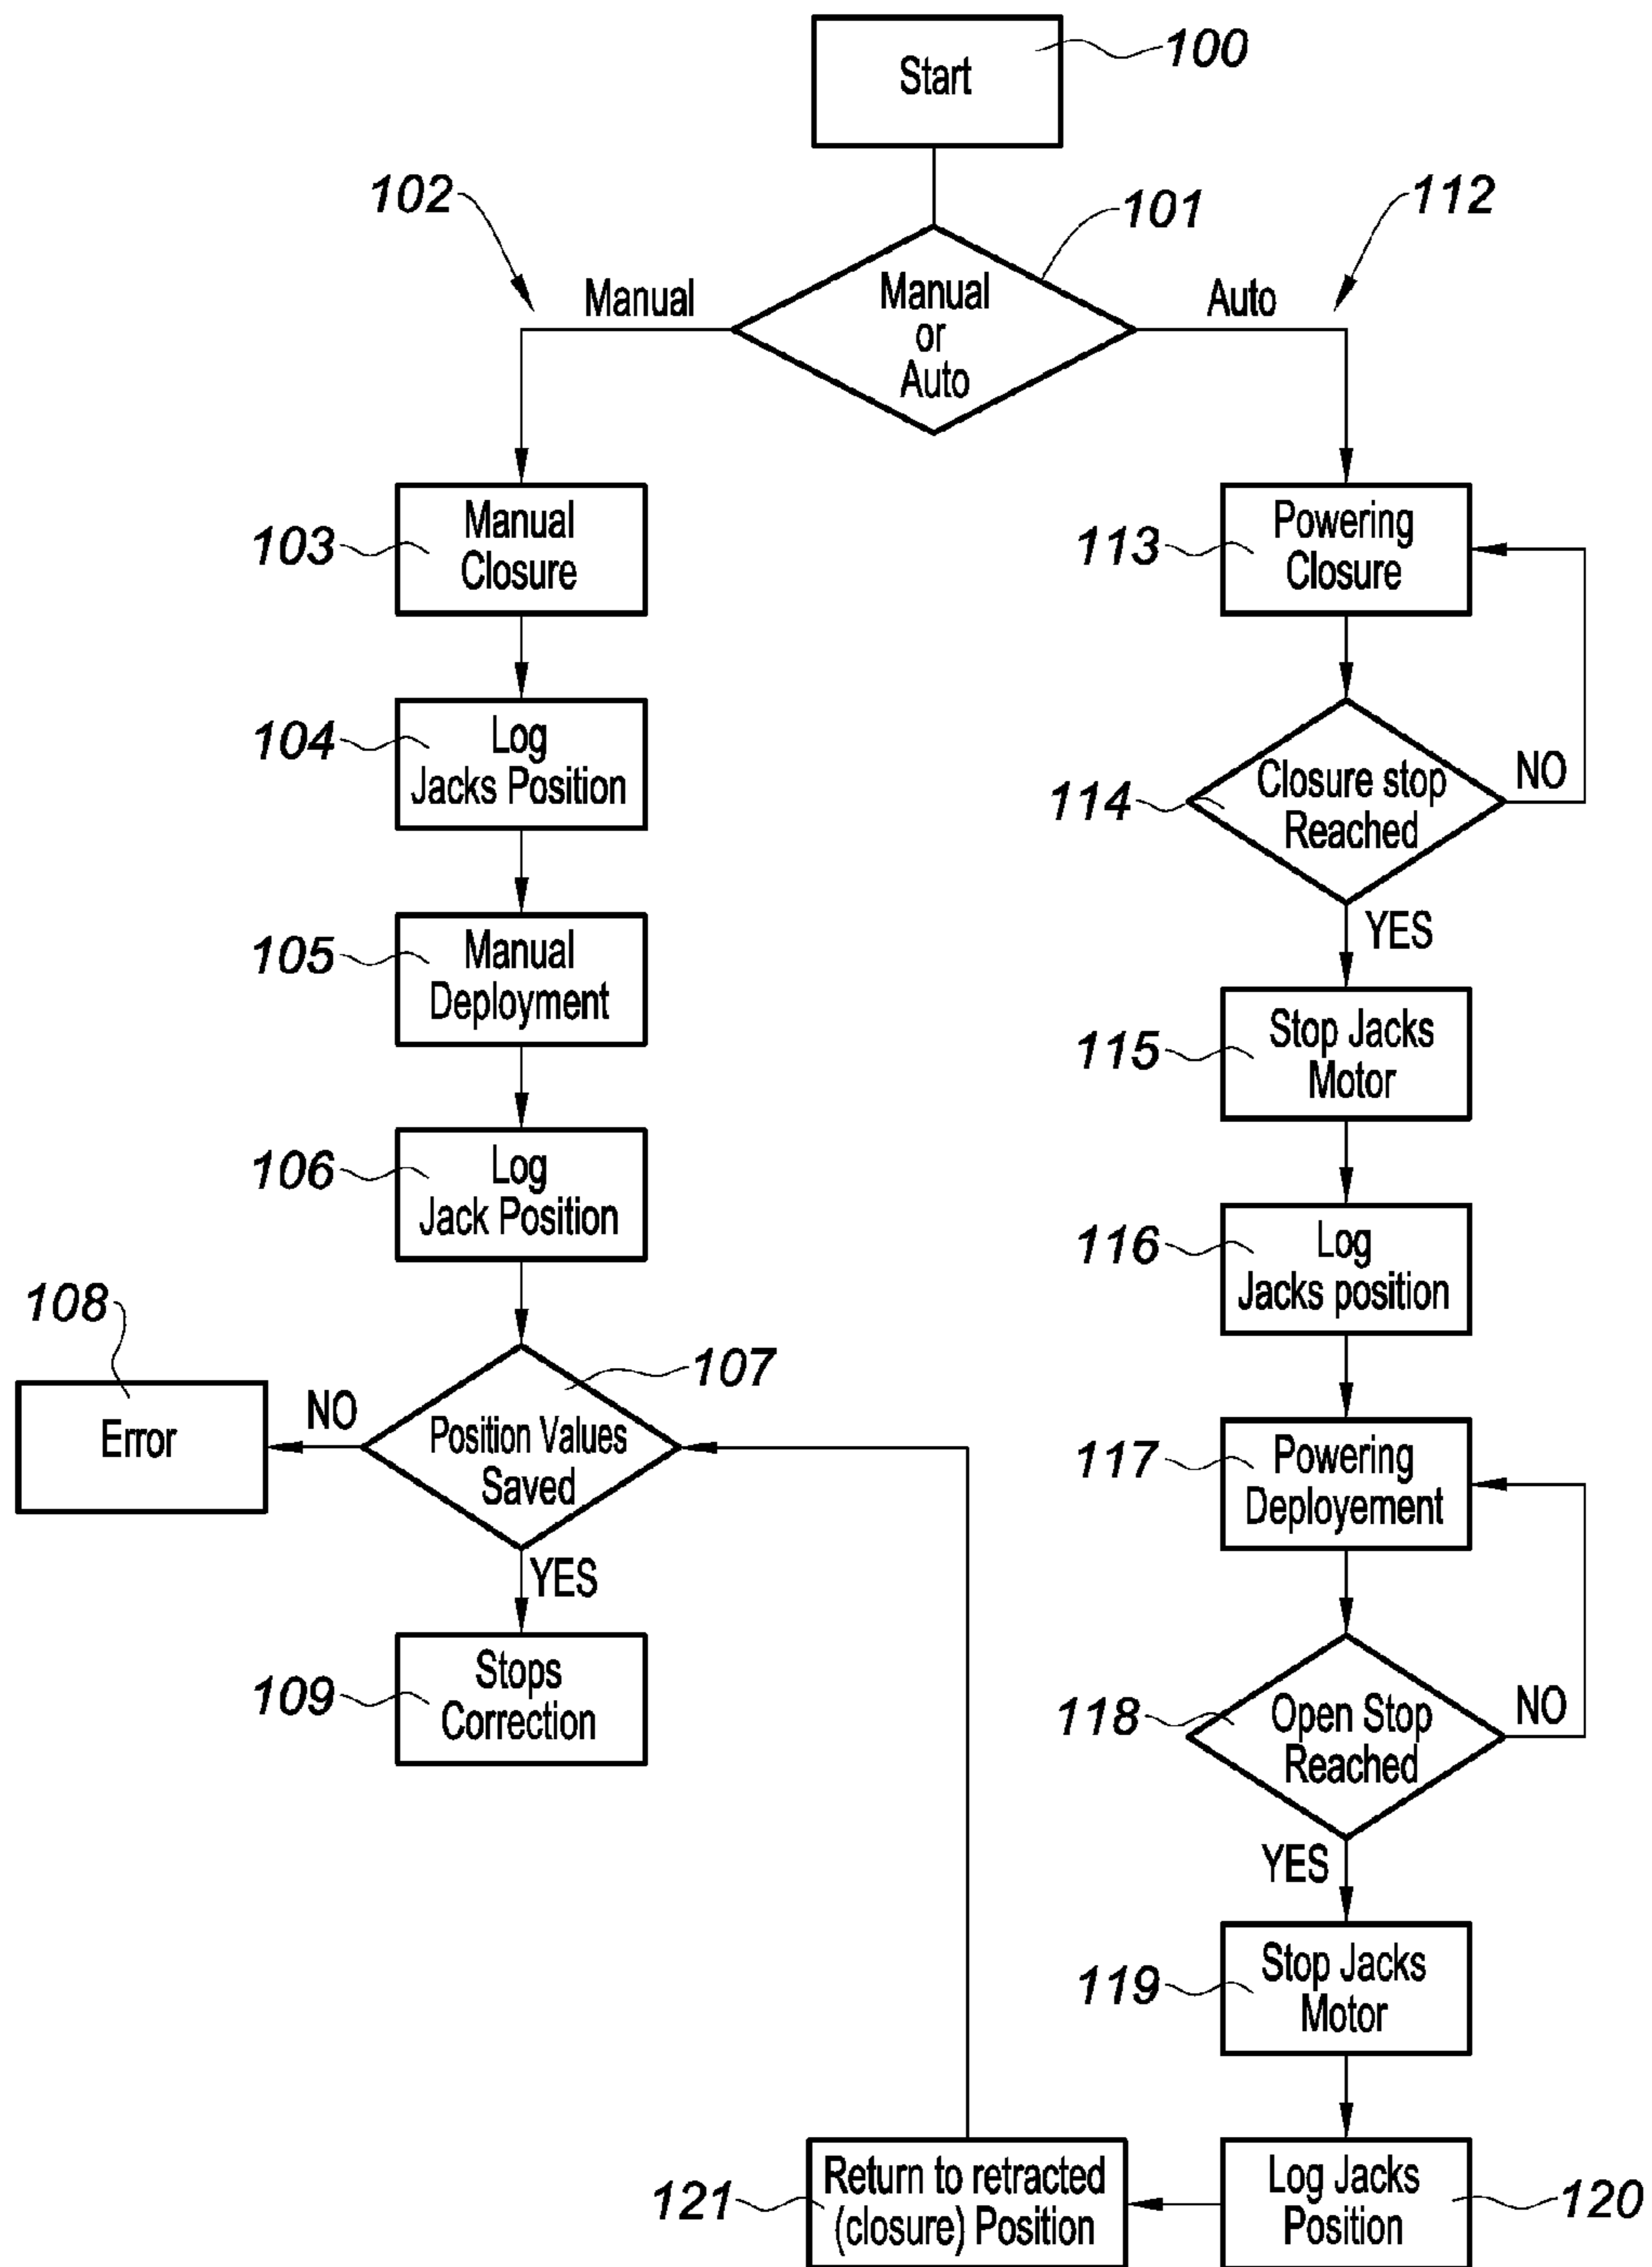 100
Start
102
101
112
Manual
Manual
or
Auto
Auto
103
Manual
Closure
113
Powering
Closure
104
Log
Jacks Position
114
Closure stop
Reached
NO
YES
105
Manual
Deployment
115
Stop Jacks
Motor
106
Log
Jack Position
116
Log
Jacks position
108
107
Error
NO
Position Values
Saved
YES
117
Powering
Deployement
109
Stops
Correction
118
Open Stop
Reached
NO
YES
119
Stop Jacks
Motor
121
Return to retracted
(closure) Position
Log Jacks
Position
120